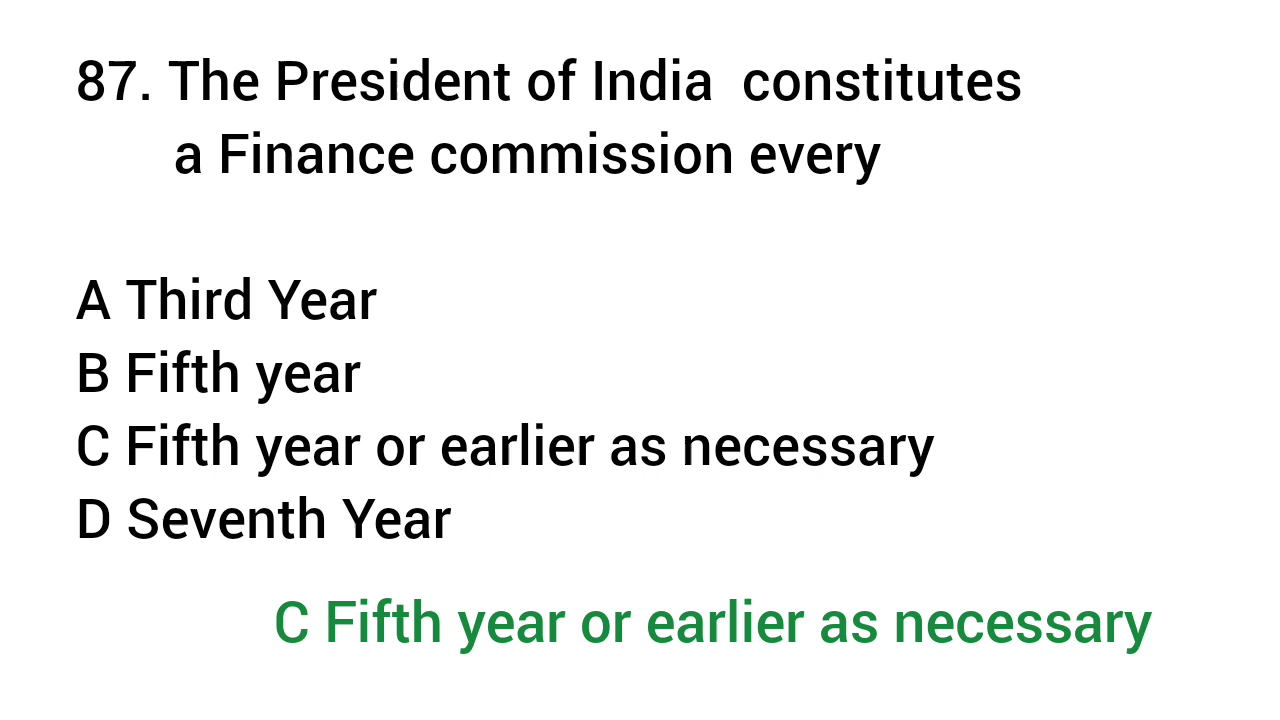 87. The President of India  constitutes
a Finance commission every
A Third Year
B Fifth year
C Fifth year or earlier as necessary
D Seventh Year
C Fifth year or earlier as necessary